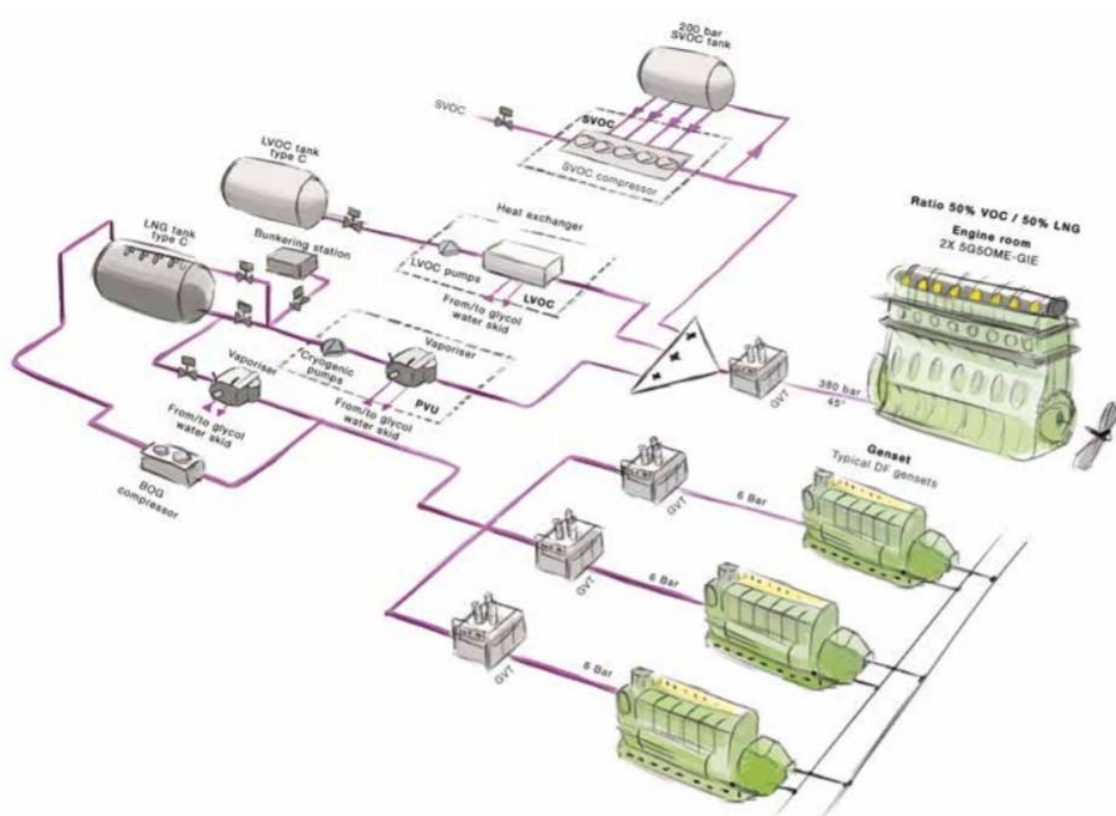 200 bar
SVOC tank
SVOC
SVOC
SVOC compressor
LVOC tank
type C
Heat exchanger
Ratio 50% VOC / 50% LNG
Engine room
2X 5G50ME-GIE
LNG tank
type C
Bunkering station
LVOC pumps
LVOC
From/to glycol
water skid
Vaporiser
Cryogenic
pumps
Vaporiser
PVU
From/to glycol
water skid
From/to glycol
water skid
380 bar
45°
GVT
BOG
compressor
Genset
Typical DF gensets
GVT
6 Bar
GVT
6 Bar
GVT
6 Bar